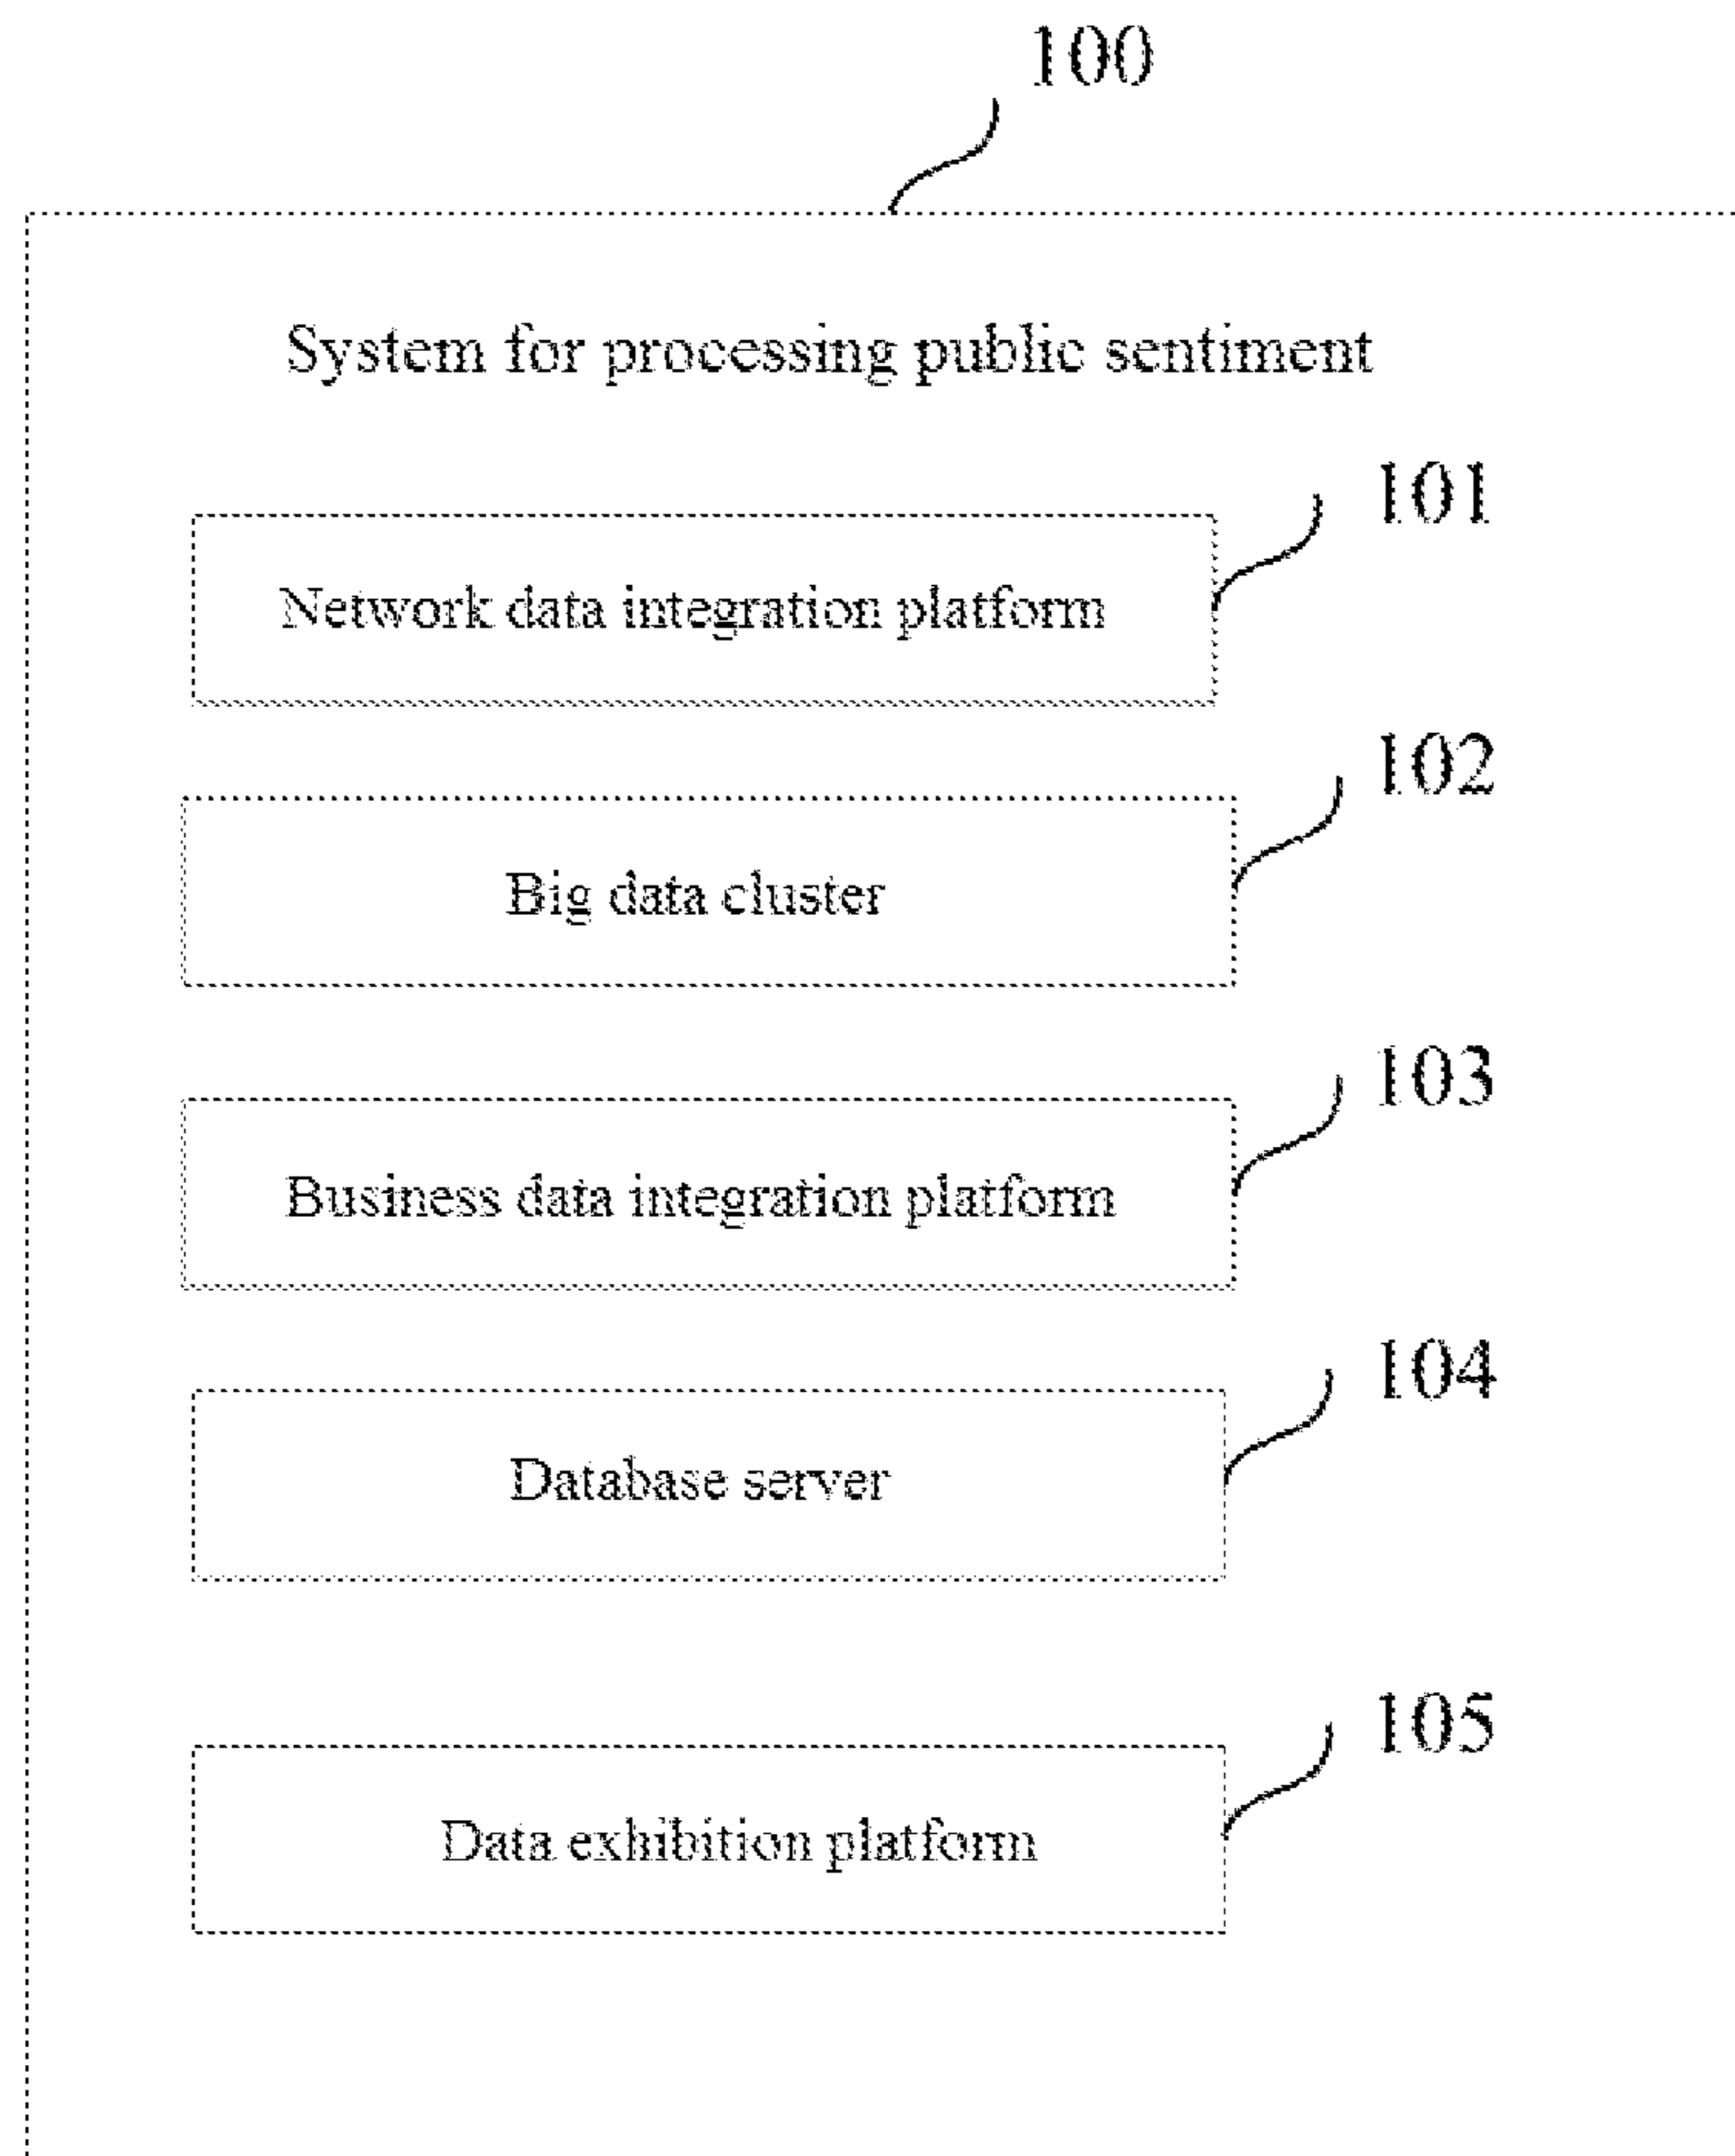 100
System for processing public sentiment
101
Network data integration platform
102
Big data cluster
103
Business data integration platform
104
Database server
105
Data exhibition platform